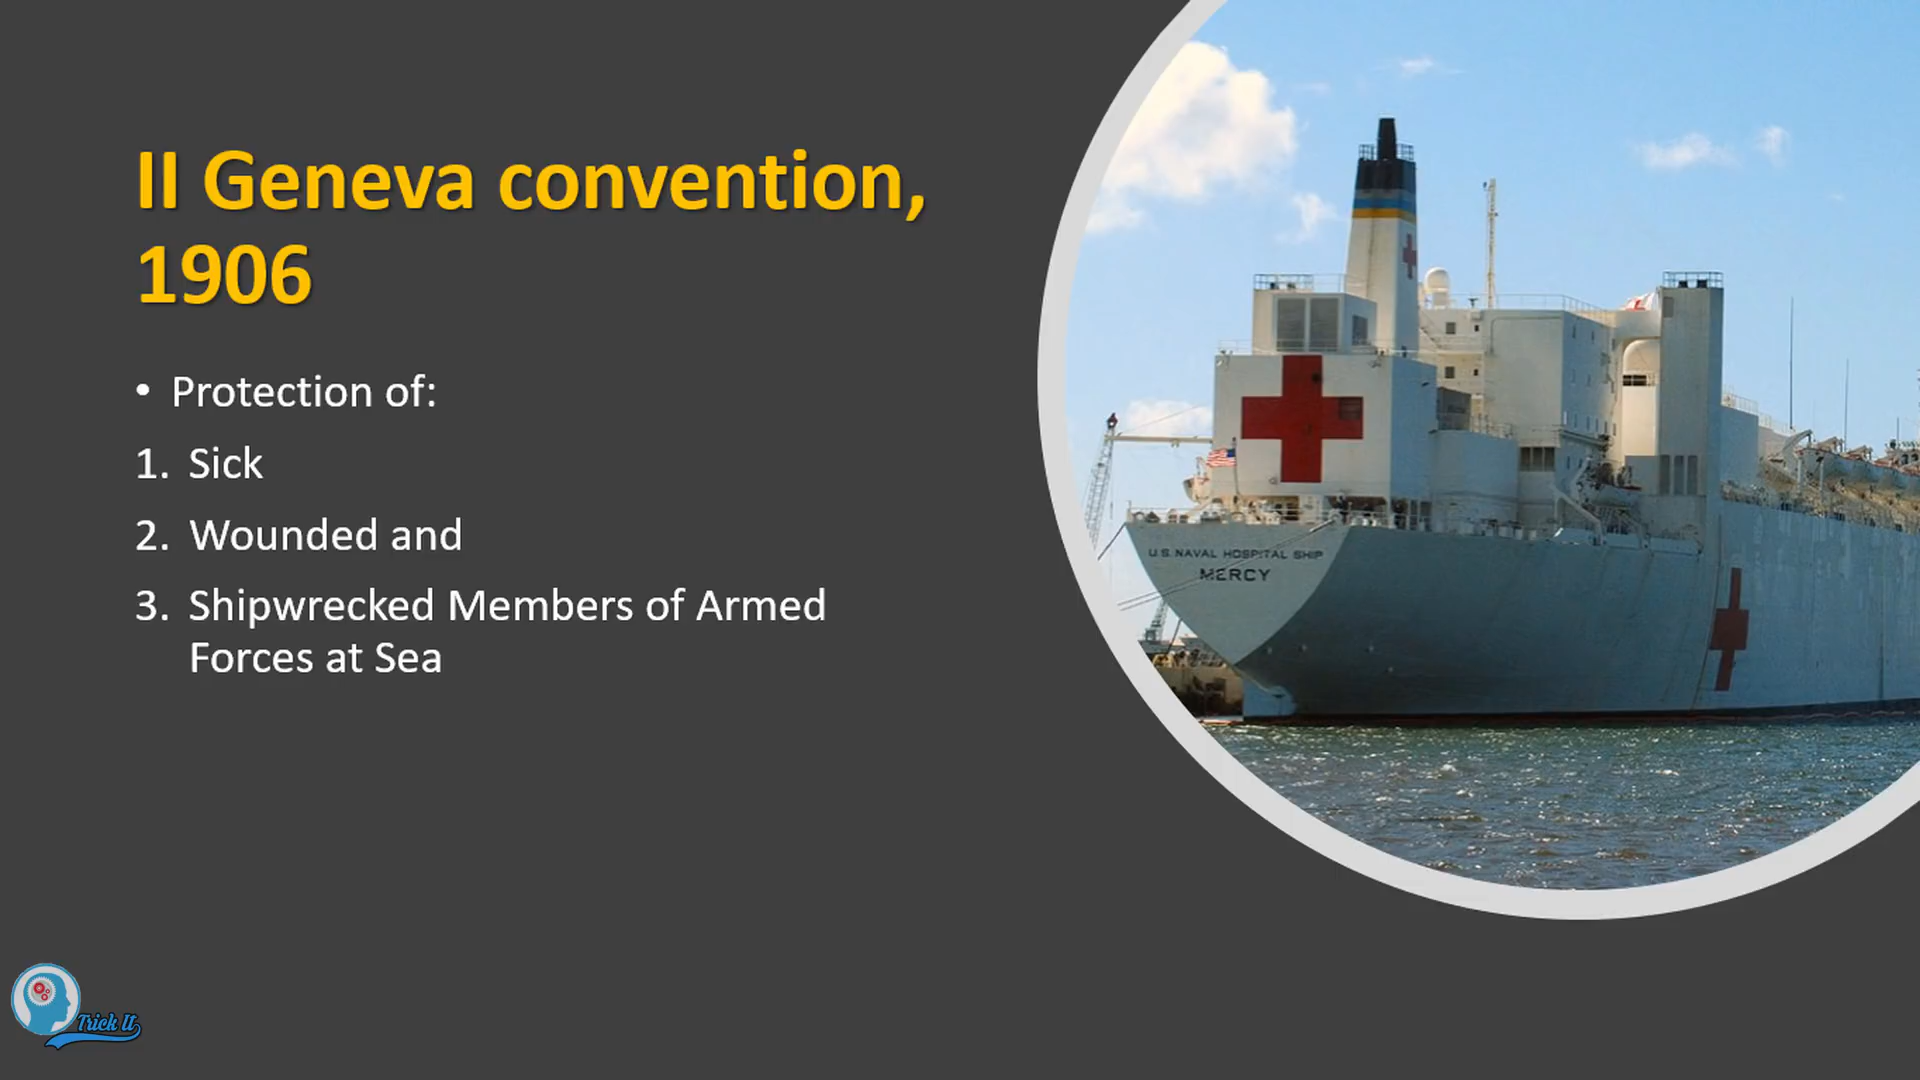 II Geneva convention,
1906
• Protection of:
1. Sick
2. Wounded and
3. Shipwrecked Members of Armed
Forces at Sea
U.S. NAVAL HOSPITAL SHIP
MERCY
Trick It